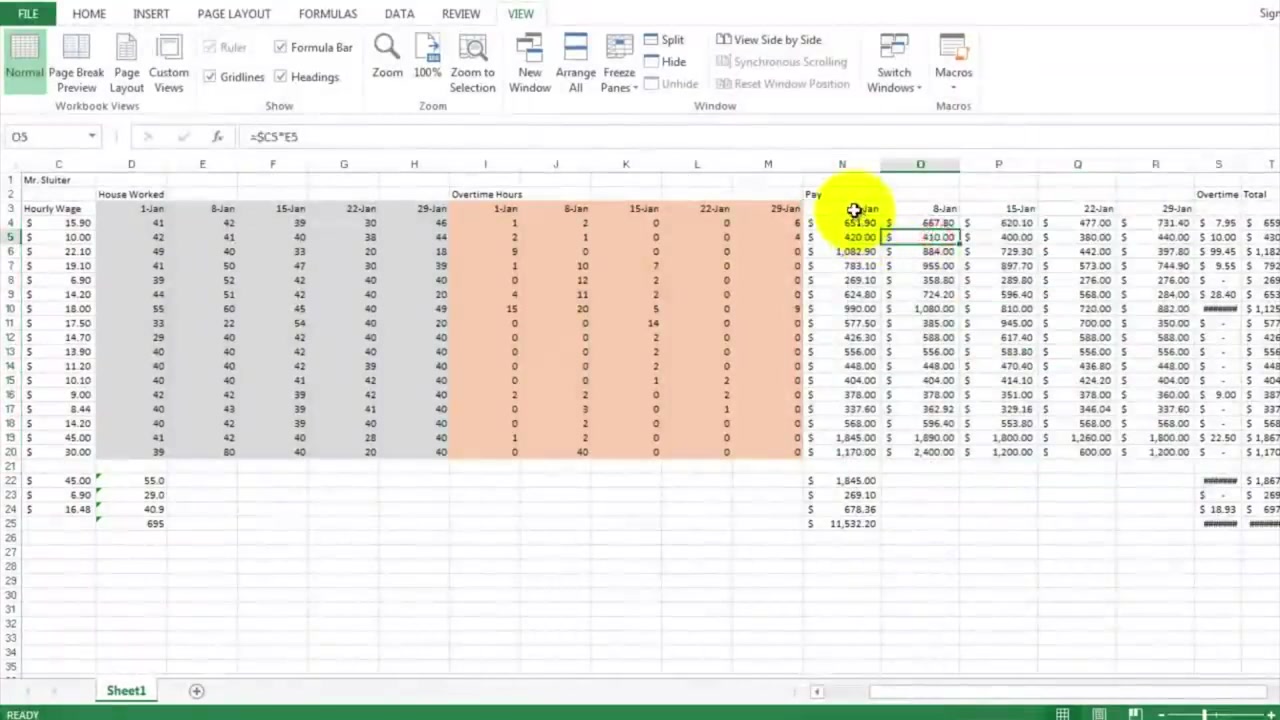 FILE HOME INSERT PAGE LAYOUT FORMULAS DATA REVIEW VIEW Sign
Normal Page Break Preview Page Layout Custom Views Ruler Formula Bar Gridlines Headings Zoom 100% Zoom to Selection New Window Arrange All Freeze Panes Split Hide Unhide View Side by Side Synchronous Scrolling Reset Window Position Switch Windows Macros
Workbook Views Show Zoom Window Macros
O5 fx =$C5*E5
C D E F G H I J K L M N O P Q R S T
1 Mr. Sluiter
2 House Worked Overtime Hours Pay Overtime Total
3 Hourly Wage 1-Jan 8-Jan 15-Jan 22-Jan 29-Jan 1-Jan 8-Jan 15-Jan 22-Jan 29-Jan Jan 8-Jan 15-Jan 22-Jan 29-Jan
4 $ 15.90 41 42 39 30 46 1 2 0 0 6 $ 651.90 $ 667.80 $ 620.10 $ 477.00 $ 731.40 $ 7.95 $ 659
5 $ 10.00 42 41 40 38 44 2 1 0 0 4 $ 420.00 $ 410.00 $ 400.00 $ 380.00 $ 440.00 $ 10.00 $ 430
6 $ 22.10 49 40 33 20 18 9 0 0 0 0 $ 1,082.90 $ 884.00 $ 729.30 $ 442.00 $ 397.80 $ 99.45 $ 1,182
7 $ 19.10 41 50 47 30 39 1 10 7 0 0 $ 783.10 $ 955.00 $ 897.70 $ 573.00 $ 744.90 $ 9.55 $ 792
8 $ 6.90 39 52 42 40 40 0 12 2 0 0 $ 269.10 $ 358.80 $ 289.80 $ 276.00 $ 276.00 $ - $ 269
9 $ 14.20 44 51 42 40 20 4 11 2 0 0 $ 624.80 $ 724.20 $ 596.40 $ 568.00 $ 284.00 $ 28.40 $ 653
10 $ 18.00 55 60 45 40 49 15 20 5 0 9 $ 990.00 $ 1,080.00 $ 810.00 $ 720.00 $ 882.00 ####### $ 1,125
11 $ 17.50 33 22 54 40 20 0 0 14 0 0 $ 577.50 $ 385.00 $ 945.00 $ 700.00 $ 350.00 $ - $ 577
12 $ 14.70 29 40 42 40 40 0 0 2 0 0 $ 426.30 $ 588.00 $ 617.40 $ 588.00 $ 588.00 $ - $ 426
13 $ 13.90 40 40 42 40 40 0 0 2 0 0 $ 556.00 $ 556.00 $ 583.80 $ 556.00 $ 556.00 $ - $ 556
14 $ 11.20 40 40 42 39 40 0 0 2 0 0 $ 448.00 $ 448.00 $ 470.40 $ 436.80 $ 448.00 $ - $ 448
15 $ 10.10 40 40 41 42 40 0 0 1 2 0 $ 404.00 $ 404.00 $ 414.10 $ 424.20 $ 404.00 $ - $ 404
16 $ 9.00 42 42 39 42 40 2 2 0 2 0 $ 378.00 $ 378.00 $ 351.00 $ 378.00 $ 360.00 $ 9.00 $ 387
17 $ 8.44 40 43 39 41 40 0 3 0 1 0 $ 337.60 $ 362.92 $ 329.16 $ 346.04 $ 337.60 $ - $ 337
18 $ 14.20 40 42 39 40 40 0 2 0 0 0 $ 568.00 $ 596.40 $ 553.80 $ 568.00 $ 568.00 $ - $ 568
19 $ 45.00 41 42 40 28 40 1 2 0 0 0 $ 1,845.00 $ 1,890.00 $ 1,800.00 $ 1,260.00 $ 1,800.00 $ 22.50 $ 1,867
20 $ 30.00 39 80 40 20 40 0 40 0 0 0 $ 1,170.00 $ 2,400.00 $ 1,200.00 $ 600.00 $ 1,200.00 $ - $ 1,170
21
22 $ 45.00 55.0 $ 1,845.00 ####### $ 1,867
23 $ 6.90 29.0 $ 269.10 $ - $ 269
24 $ 16.48 40.9 $ 678.36 $ 18.93 $ 697
25 695 $ 11,532.20 ####### ######
26
27
28
29
30
31
32
33
34
35
Sheet1
READY